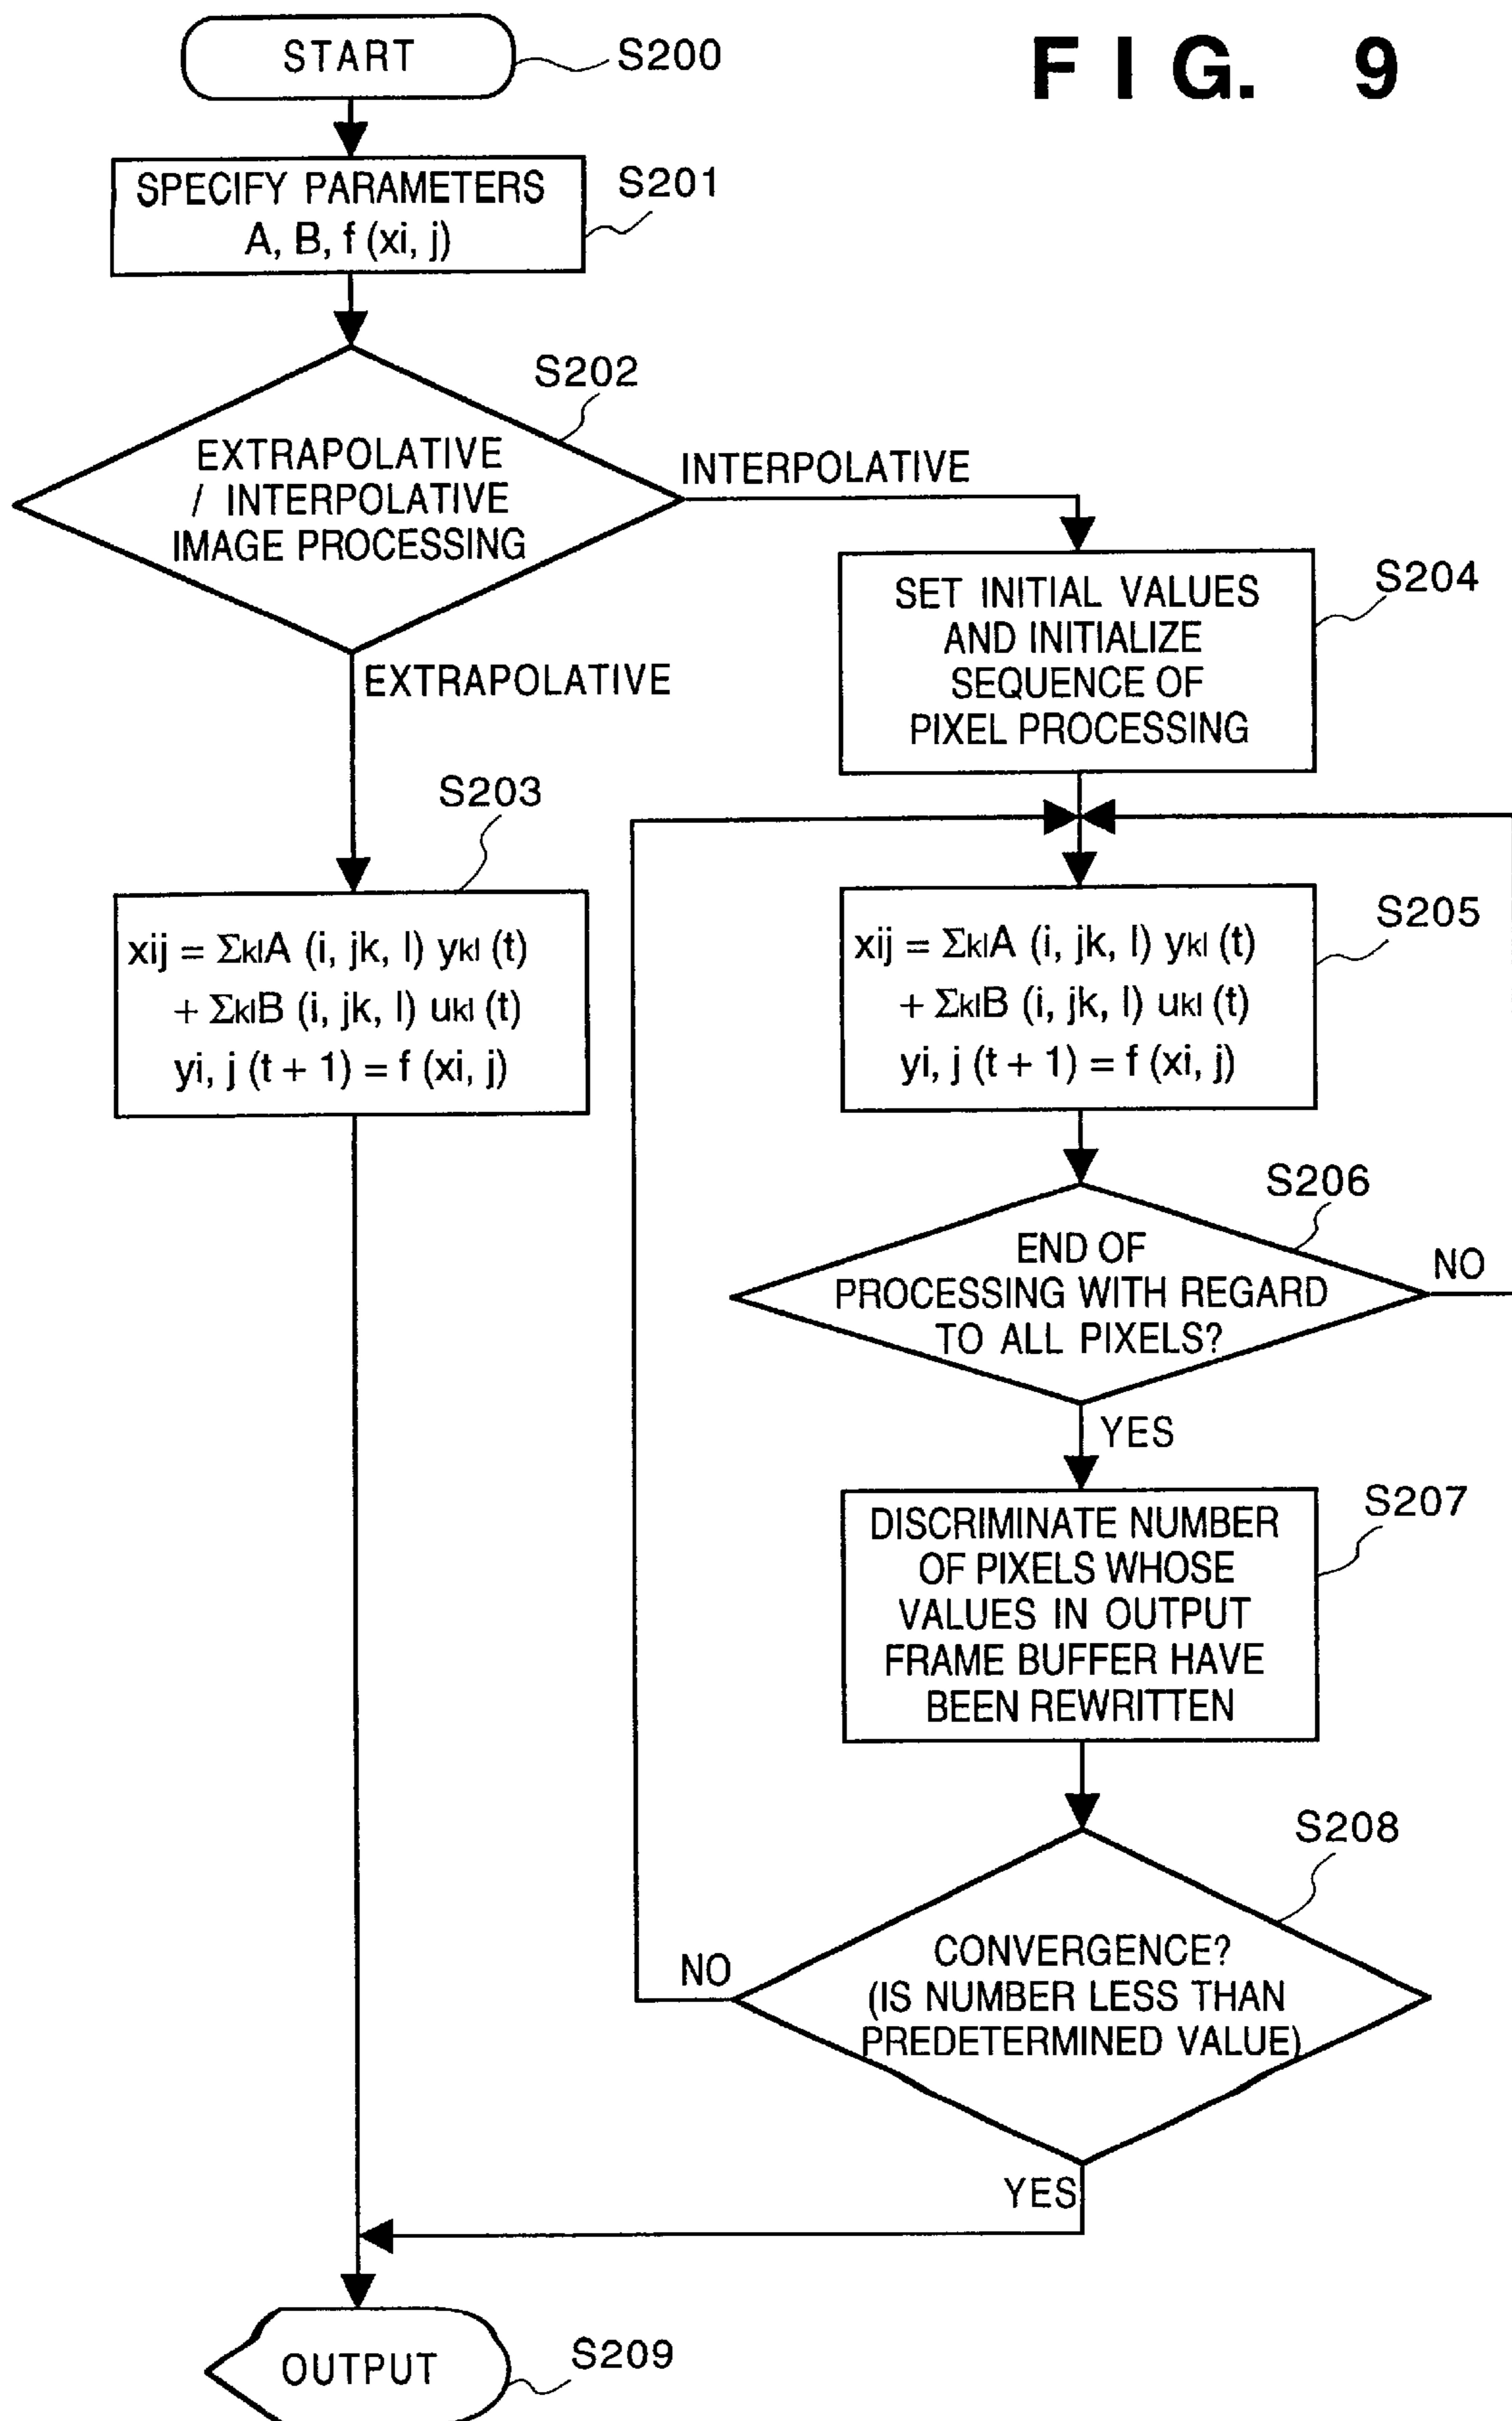 FIG. 9
START
S200
SPECIFY PARAMETERS
A, B, f (xi, j)
S201
S202
EXTRAPOLATIVE
/ INTERPOLATIVE
IMAGE PROCESSING
INTERPOLATIVE
EXTRAPOLATIVE
S203
xij = ΣklA (i, jk, l) ykl (t)
+ ΣklB (i, jk, l) ukl (t)
yi, j (t + 1) = f (xi, j)
S204
SET INITIAL VALUES
AND INITIALIZE
SEQUENCE OF
PIXEL PROCESSING
S205
xij = ΣklA (i, jk, l) ykl (t)
+ ΣklB (i, jk, l) ukl (t)
yi, j (t + 1) = f (xi, j)
S206
END OF
PROCESSING WITH REGARD
TO ALL PIXELS?
NO
YES
S207
DISCRIMINATE NUMBER
OF PIXELS WHOSE
VALUES IN OUTPUT
FRAME BUFFER HAVE
BEEN REWRITTEN
S208
CONVERGENCE?
(IS NUMBER LESS THAN
PREDETERMINED VALUE)
NO
YES
OUTPUT
S209